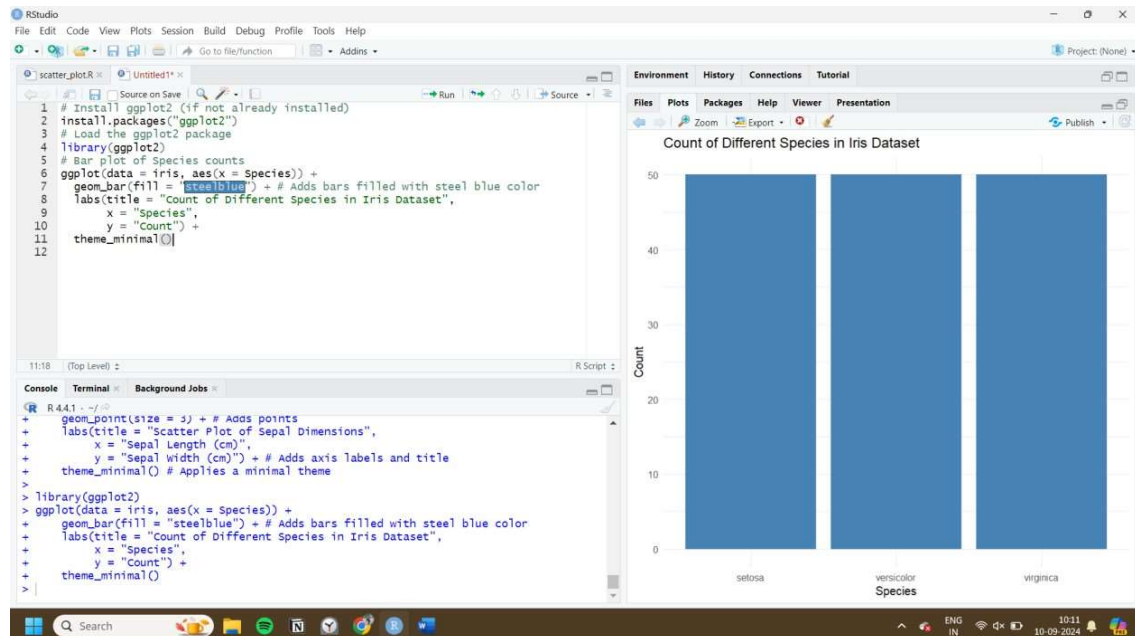 RStudio
File Edit Code View Plots Session Build Debug Profile Tools Help
Go to file/function Addins Project: (None)
scatter_plot.R Untitled1*
Source on Save Run Source
1 # Install ggplot2 (if not already installed)
2 install.packages("ggplot2")
3 # Load the ggplot2 package
4 library(ggplot2)
5 # Bar plot of Species counts
6 ggplot(data = iris, aes(x = Species)) +
7 geom_bar(fill = "steelblue") + # Adds bars filled with steel blue color
8 labs(title = "Count of Different Species in Iris Dataset",
9 x = "Species",
10 y = "Count") +
11 theme_minimal()
12
11:18 (Top Level) R Script
Console Terminal Background Jobs
R 4.4.1 · ~/
+ geom_point(size = 3) + # Adds points
+ labs(title = "Scatter Plot of Sepal Dimensions",
+ x = "Sepal Length (cm)",
+ y = "Sepal Width (cm)") + # Adds axis labels and title
+ theme_minimal() # Applies a minimal theme
>
> library(ggplot2)
> ggplot(data = iris, aes(x = Species)) +
+ geom_bar(fill = "steelblue") + # Adds bars filled with steel blue color
+ labs(title = "Count of Different Species in Iris Dataset",
+ x = "Species",
+ y = "Count") +
+ theme_minimal()
>
Environment History Connections Tutorial
Files Plots Packages Help Viewer Presentation
Zoom Export Publish
Count of Different Species in Iris Dataset
50
40
30
20
10
0
Count
setosa versicolor virginica
Species
Search
ENG
IN
10:11
10-09-2024